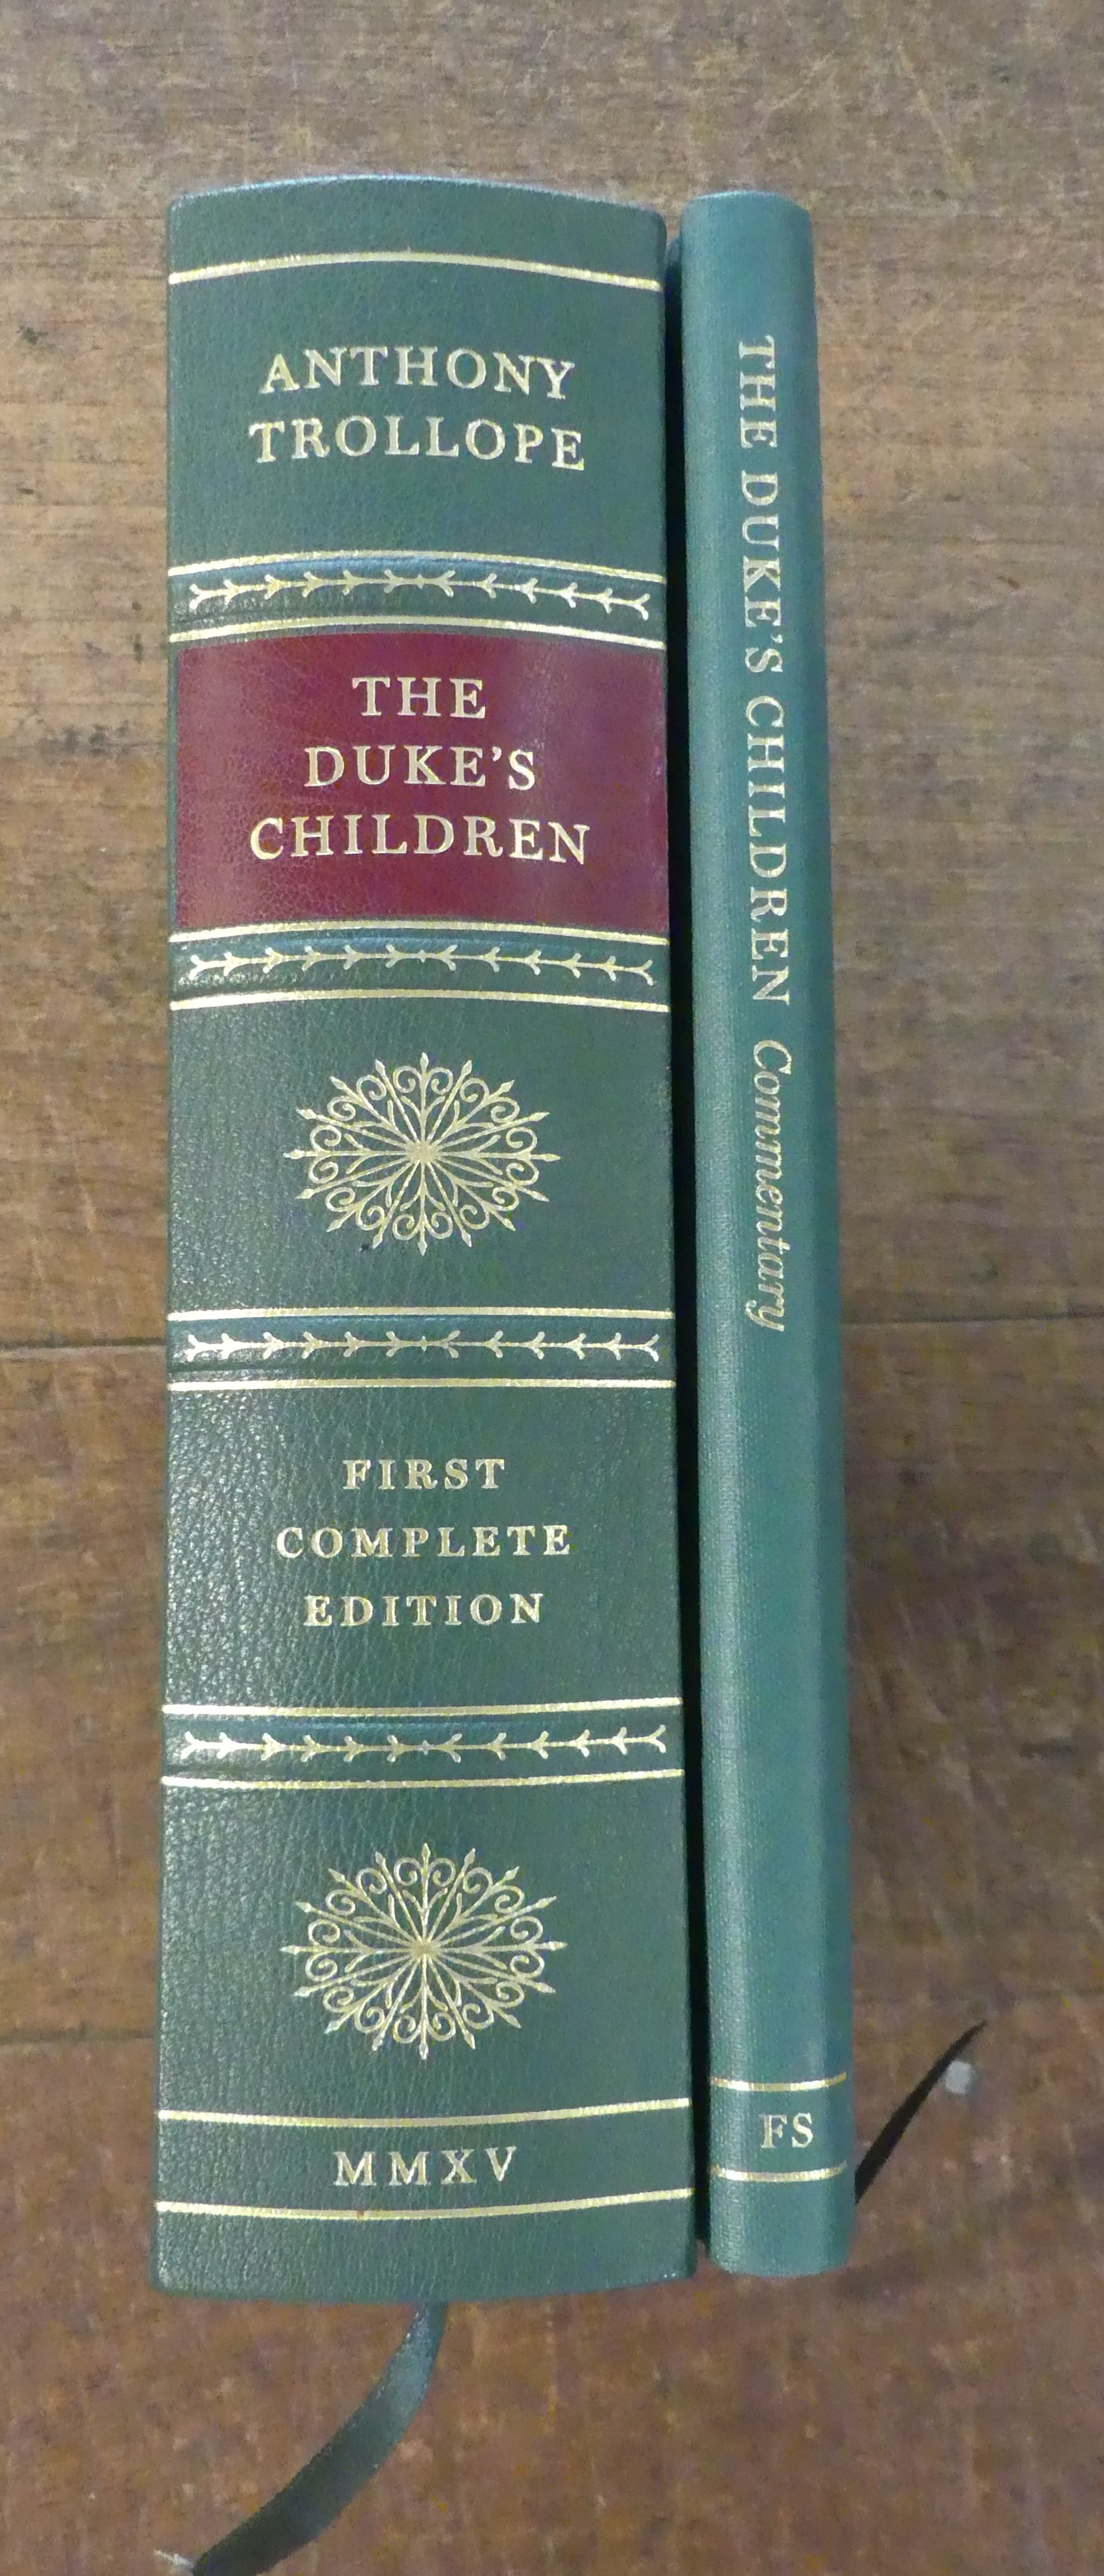 ANTHONY
TROLLOPE
THE
DUKE’S
CHILDREN
FIRST
COMPLETE
EDITION
MMXV
THE DUKE’S CHILDREN Commentary
FS